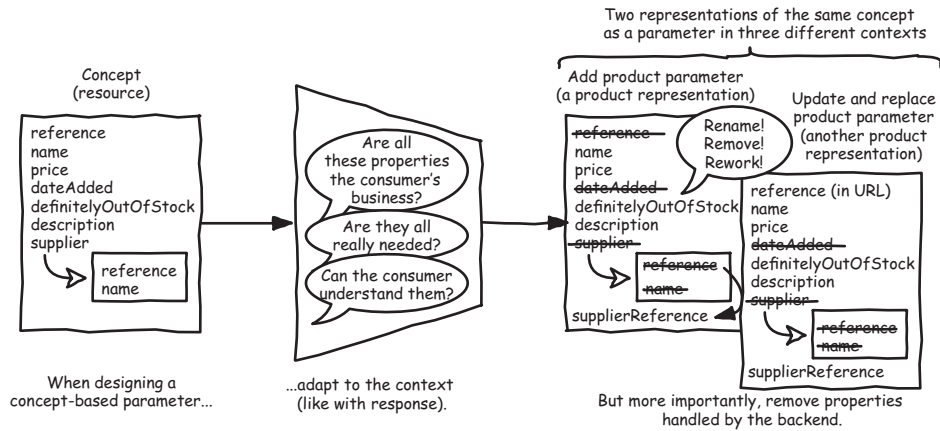 Two representations of the same concept
as a parameter in three different contexts
Concept
(resource)
reference
name
price
dateAdded
definitelyOutOfStock
description
supplier
reference
name
When designing a
concept-based parameter...
Are all
these properties
the consumer's
business?
Are they all
really needed?
Can the consumer
understand them?
...adapt to the context
(like with response).
Add product parameter
(a product representation)
reference
name
price
dateAdded
definitelyOutOfStock
description
supplier
reference
name
supplierReference
Rename!
Remove!
Rework!
Update and replace
product parameter
(another product
representation)
reference (in URL)
name
price
dateAdded
definitelyOutOfStock
description
supplier
reference
name
supplierReference
But more importantly, remove properties
handled by the backend.